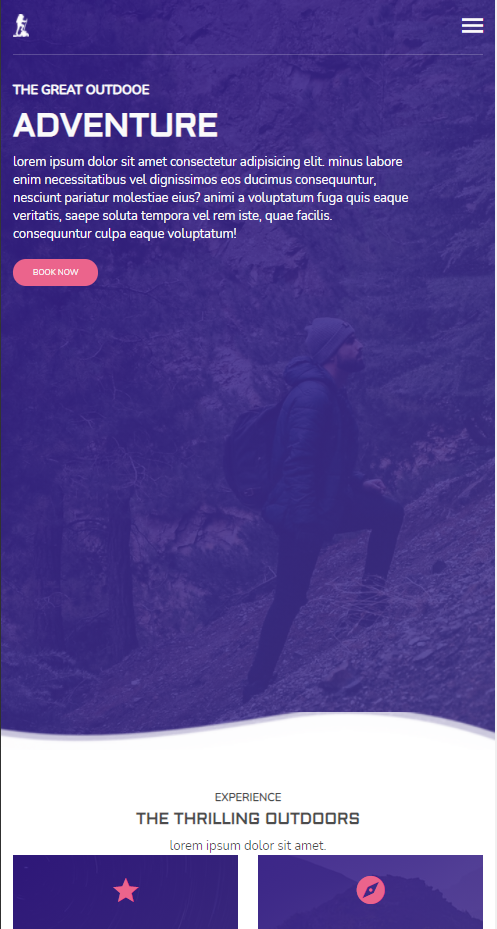 THE GREAT OUTDOOE
ADVENTURE
lorem ipsum dolor sit amet consectetur adipisicing elit. minus labore
enim necessitatibus vel dignissimos eos ducimus consequuntur,
nesciunt pariatur molestiae eius? animi a voluptatum fuga quis eaque
veritatis, saepe soluta tempora vel rem iste, quae facilis.
consequuntur culpa eaque voluptatum!
BOOK NOW
EXPERIENCE
THE THRILLING OUTDOORS
lorem ipsum dolor sit amet.